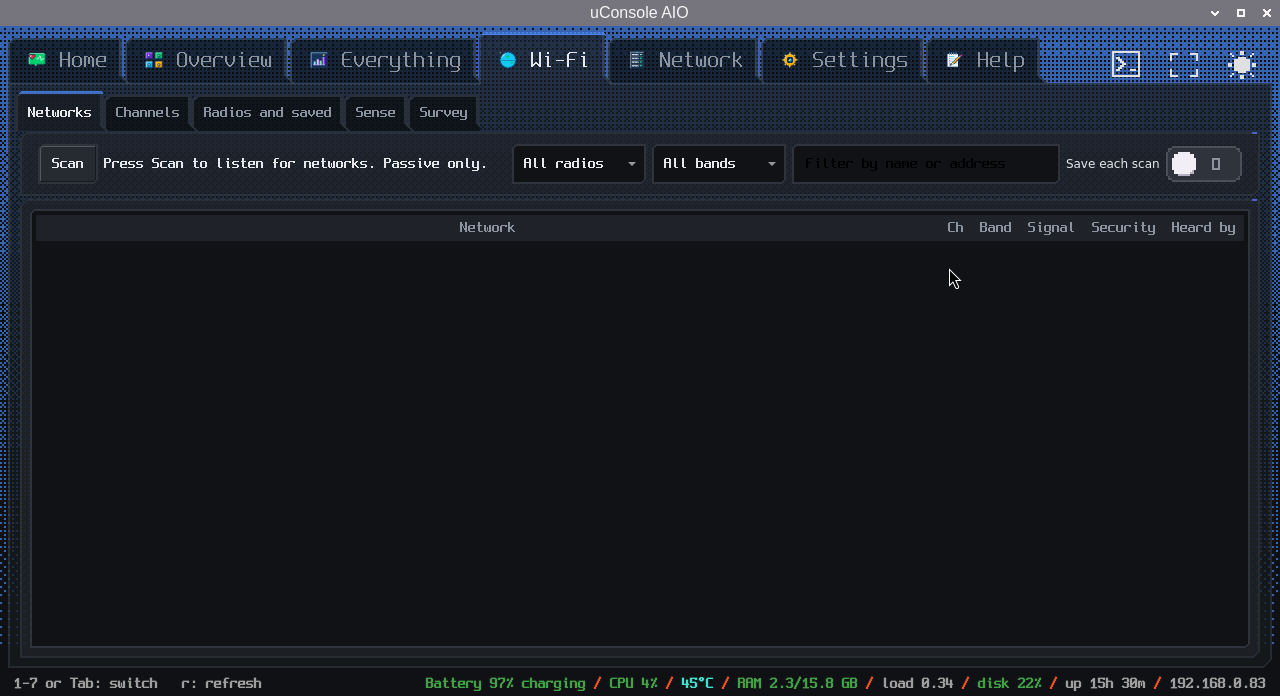 uConsole AIO
Home Overview Everything Wi-Fi Network Settings Help
Networks Channels Radios and saved Sense Survey
Scan Press Scan to listen for networks. Passive only. All radios All bands Filter by name or address Save each scan
Network Ch Band Signal Security Heard by
1-7 or Tab: switch r: refresh Battery 97% charging / CPU 4% / 45°C / RAM 2.3/15.8 GB / load 0.34 / disk 22% / up 15h 30m / 192.168.0.83